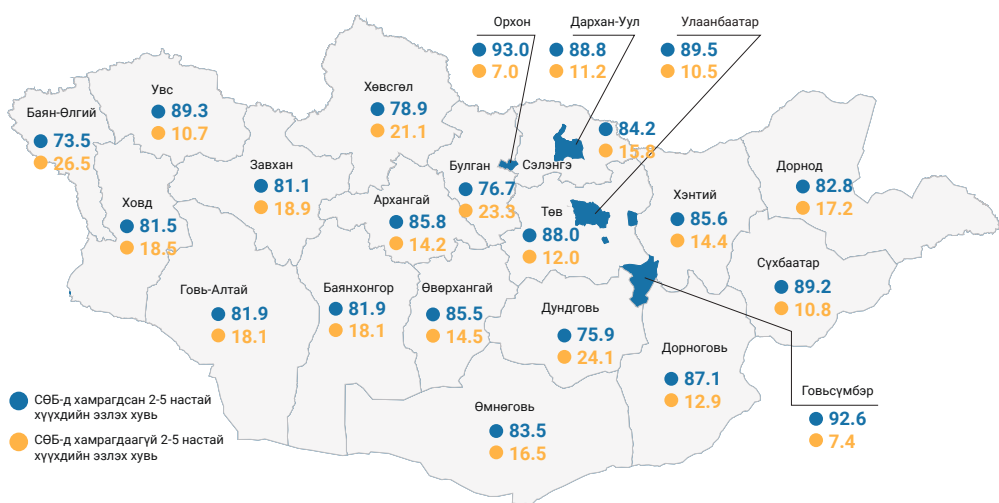 Орхон
93.0
7.0
Дархан-Уул
88.8
11.2
Улаанбаатар
89.5
10.5
Баян-Өлгий
73.5
26.5
Увс
89.3
10.7
Хөвсгөл
78.9
21.1
Завхан
81.1
18.9
Ховд
81.5
18.5
Архангай
85.8
14.2
Булган
76.7
23.3
Сэлэнгэ
84.2
15.8
Төв
88.0
12.0
Хэнтий
85.6
14.4
Дорнод
82.8
17.2
Сүхбаатар
89.2
10.8
Говь-Алтай
81.9
18.1
Баянхонгор
81.9
18.1
Өвөрхангай
85.5
14.5
Дундговь
75.9
24.1
Дорноговь
87.1
12.9
Өмнөговь
83.5
16.5
Говьсүмбэр
92.6
7.4
СӨБ-д хамрагдсан 2-5 настай
хүүхдийн эзлэх хувь
СӨБ-д хамрагдаагүй 2-5 настай
хүүхдийн эзлэх хувь